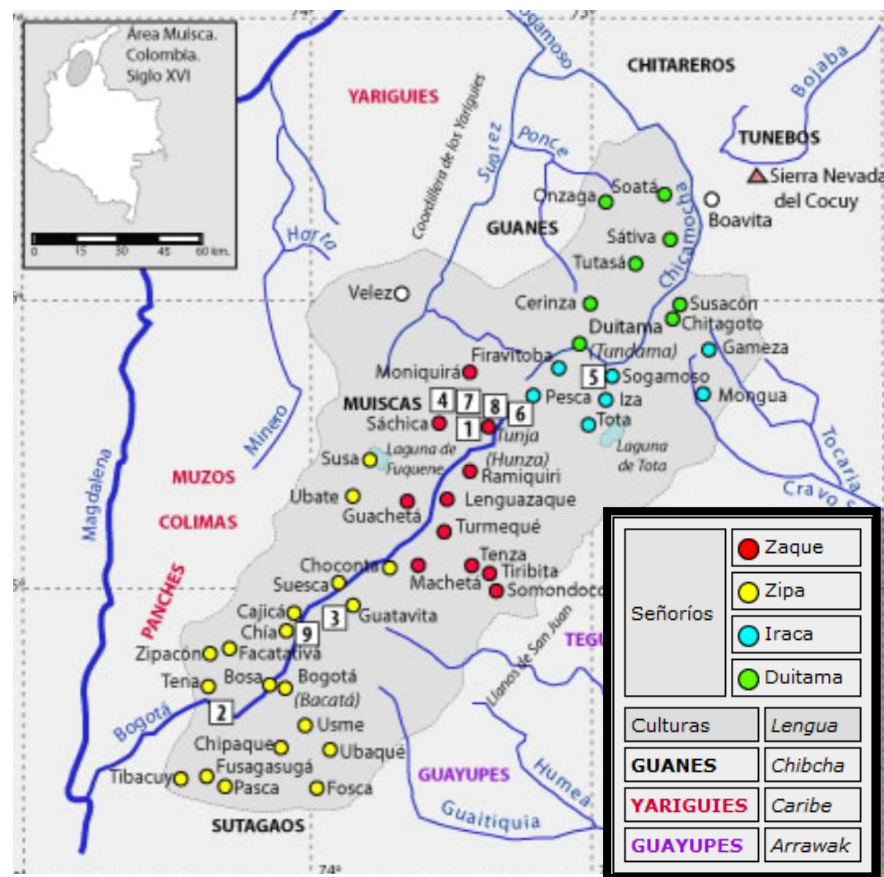 Área Muisca.
Colombia.
Siglo XVI
0 15 30 45 60 km.
74°
73°
ogamoso
CHITAREROS
Bojaba
YARIGUIES
Coordillera de los Yariguies
Suarez
Ponce
TUNEBOS
Sierra Nevada
del Cocuy
Onzaga
Soatá
Boavita
GUANES
Chicamocha
Horta
Sátiva
Tutasá
Velez
Cerinza
Susacón
Chitagoto
Duitama
(Tundama)
Gameza
Firavitoba
Moniquirá
5
Sogamoso
MUISCAS
4
7
8
6
Pesca
Iza
Mongua
Sáchica
1
Tunja
(Hunza)
Tota
Laguna
de Tota
Minero
Susa
Laguna de
Fuquene
Ramiquiri
Tocaria
Magdalena
MUZOS
Ubate
Guachetá
Lenguazaque
Cravo S
COLIMAS
Turmequé
Choconta
Tenza
Tiribita
Suesca
Machetá
Somondoco
PANCHES
Cajicá
3
Guatavita
Chía
9
Llanos de San Juan
TEGU
Zipacón
Facatativa
Tena
Bosa
Bogotá
(Bacatá)
Bogotá
2
Usme
Chipaque
Ubaqué
Tibacuy
Fusagasugá
Pasca
Fosca
GUAYUPES
Humea
Guaitiquia
SUTAGAOS
74°
Señoríos
Zaque
Zipa
Iraca
Duitama
Culturas Lengua
GUANES Chibcha
YARIGUIES Caribe
GUAYUPES Arrawak